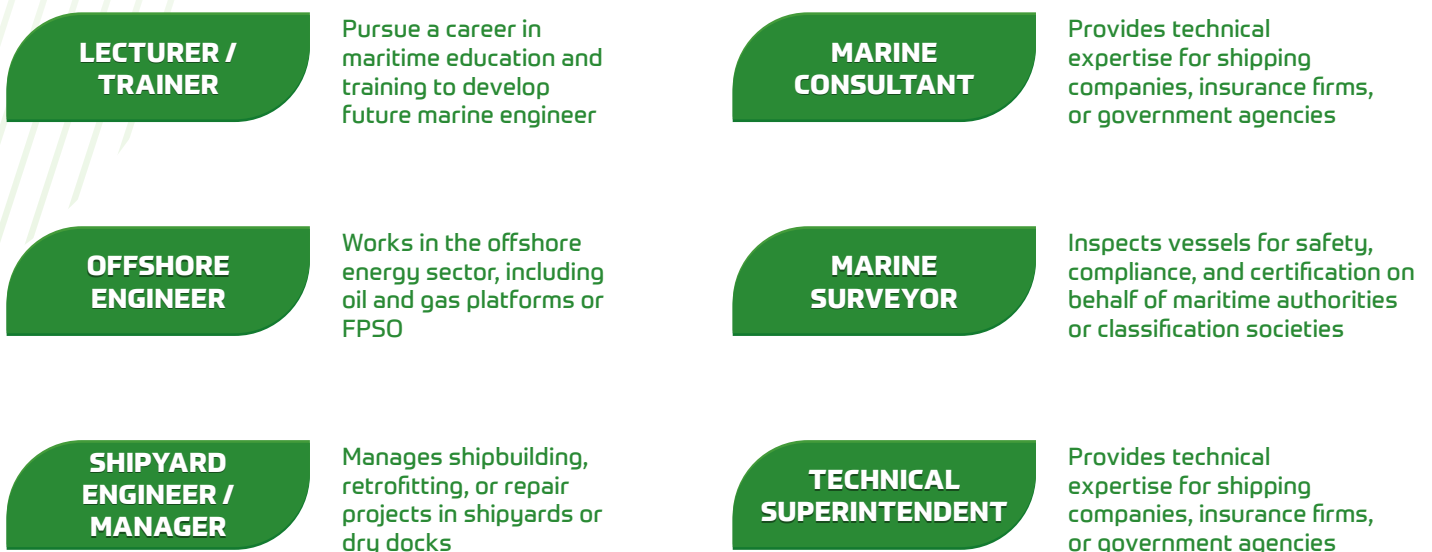 LECTURER /
TRAINER
Pursue a career in
maritime education and
training to develop
future marine engineer
MARINE
CONSULTANT
Provides technical
expertise for shipping
companies, insurance firms,
or government agencies
OFFSHORE
ENGINEER
Works in the offshore
energy sector, including
oil and gas platforms or
FPSO
MARINE
SURVEYOR
Inspects vessels for safety,
compliance, and certification on
behalf of maritime authorities
or classification societies
SHIPYARD
ENGINEER /
MANAGER
Manages shipbuilding,
retrofitting, or repair
projects in shipyards or
dry docks
TECHNICAL
SUPERINTENDENT
Provides technical
expertise for shipping
companies, insurance firms,
or government agencies